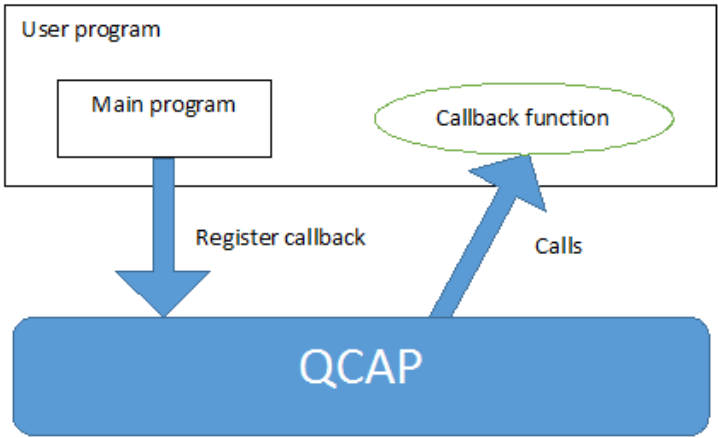 User program
Main program
Callback function
Register callback
Calls
QCAP